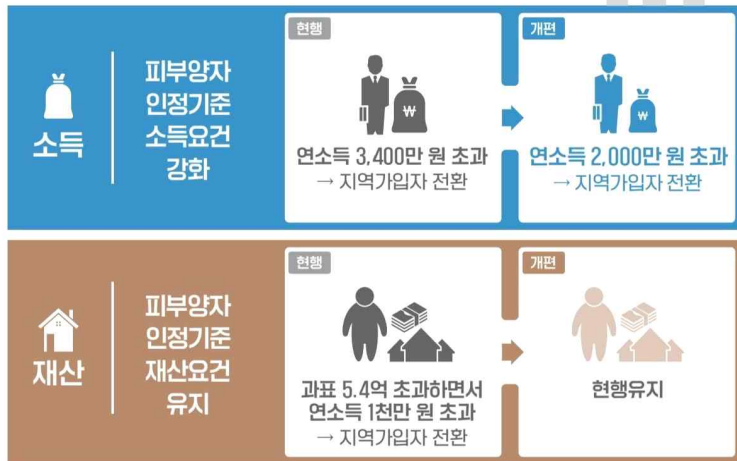 소득
피부양자
인정기준
소득요건
강화
현행
₩
연소득 3,400만 원 초과
→ 지역가입자 전환
개편
₩
연소득 2,000만 원 초과
→ 지역가입자 전환
재산
피부양자
인정기준
재산요건
유지
현행
과표 5.4억 초과하면서
연소득 1천만 원 초과
→ 지역가입자 전환
개편
현행유지